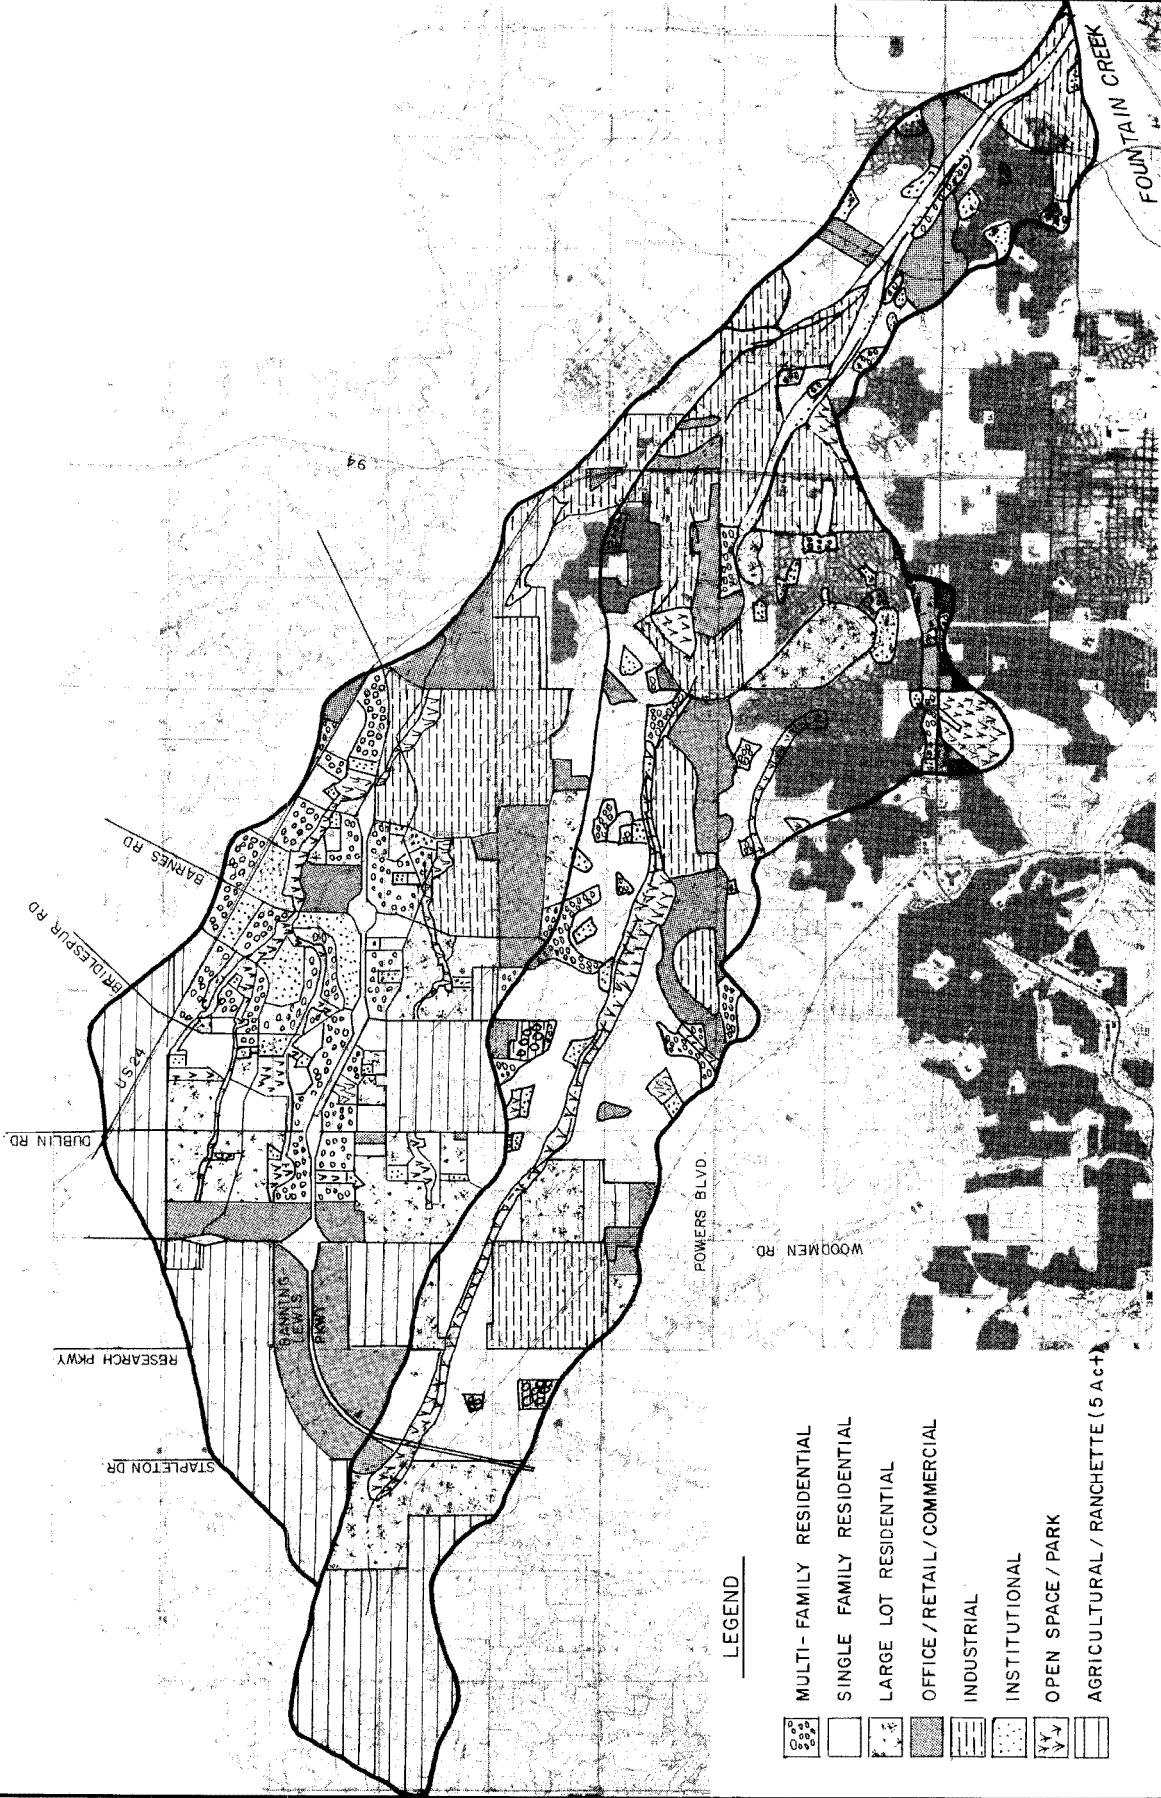 FOUNTAIN CREEK
94
BARNES RD
BRIDLESPUR RD
US 24
DUBLIN RD
BANNING
LEWIS
PKWY
POWERS BLVD.
WOODMEN RD.
RESEARCH PKWY
STAPLETON DR.
LEGEND
MULTI-FAMILY RESIDENTIAL
SINGLE FAMILY RESIDENTIAL
LARGE LOT RESIDENTIAL
OFFICE / RETAIL / COMMERCIAL
INDUSTRIAL
INSTITUTIONAL
OPEN SPACE / PARK
AGRICULTURAL / RANCHETTE (5 Ac+)